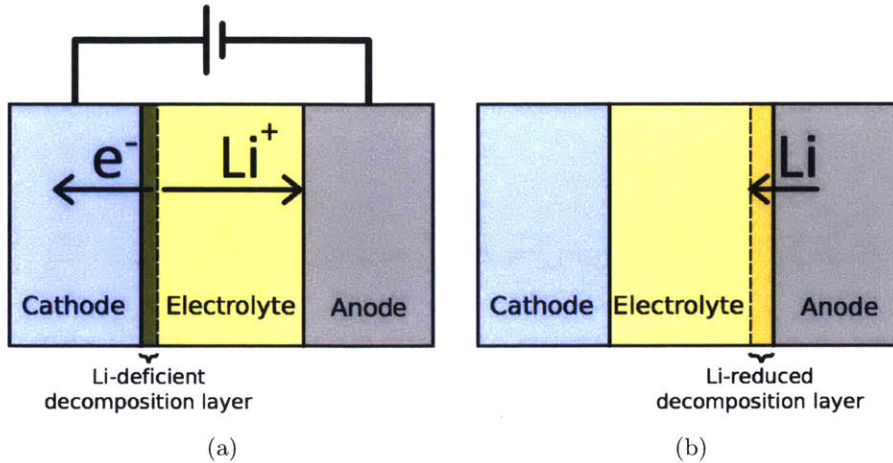 e⁻ Li⁺ Li
Cathode Electrolyte Anode Cathode Electrolyte Anode
Li-deficient
decomposition layer
Li-reduced
decomposition layer
(a) (b)